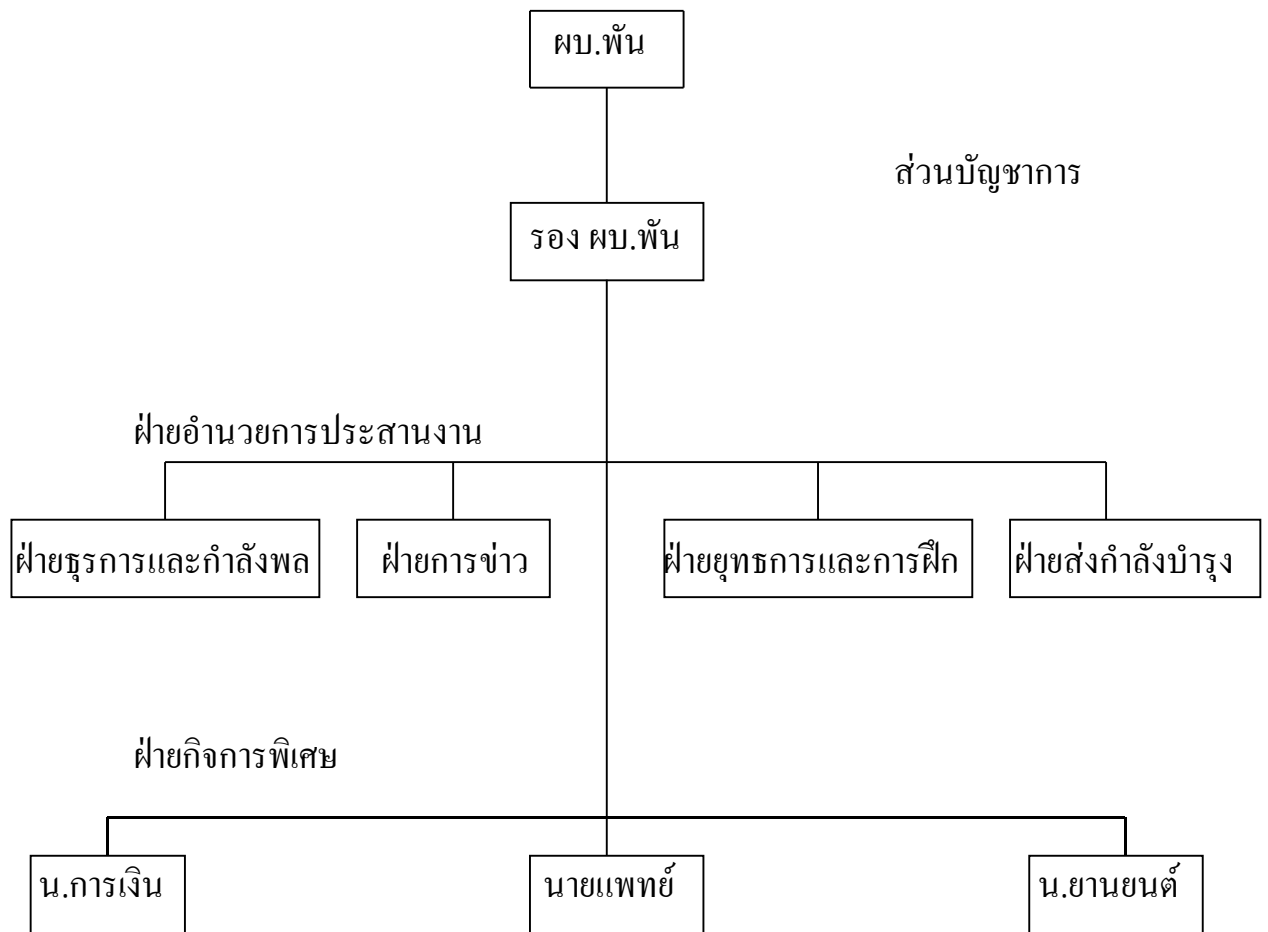 ผบ.พัน
ส่วนบัญชาการ
รอง ผบ.พัน
ฝ่ายอำนวยการประสานงาน
ฝ่ายธุรการและกำลังพล
ฝ่ายการข่าว
ฝ่ายยุทธการและการฝึก
ฝ่ายส่งกำลังบำรุง
ฝ่ายกิจการพิเศษ
น.การเงิน
นายแพทย์
น.ยานยนต์